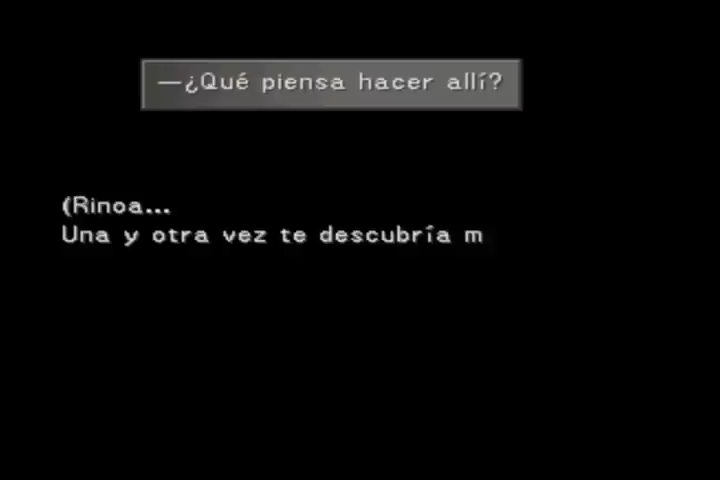 —¿Qué piensa hacer allí?
(Rinoa...
Una y otra vez te descubría m